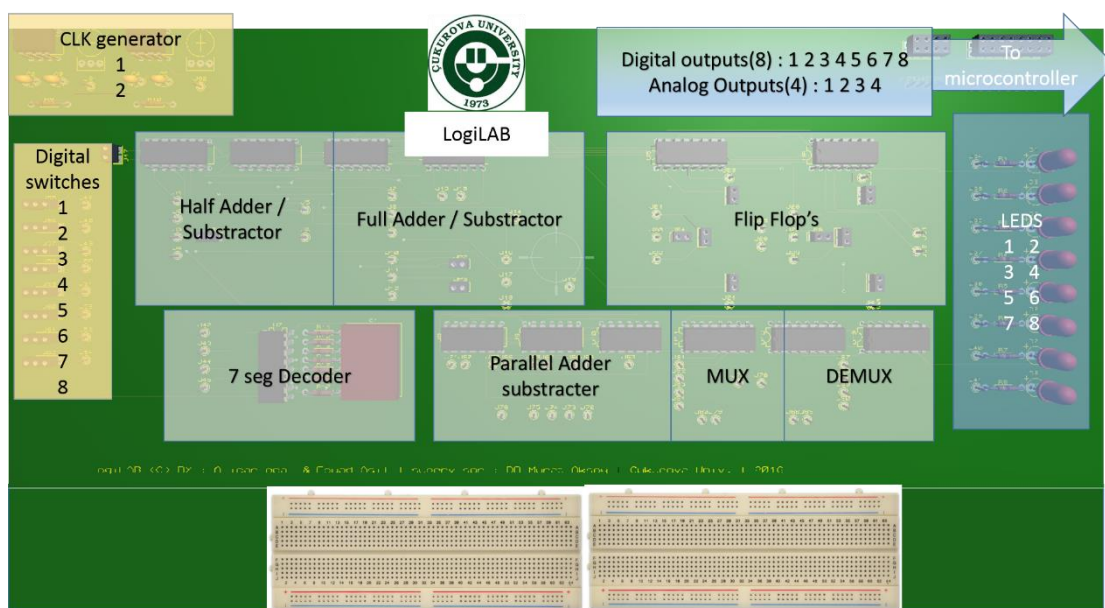 CLK generator
1
2
ÇUKUROVA UNIVERSITY
1973
LogiLAB
Digital outputs(8) : 1 2 3 4 5 6 7 8
Analog Outputs(4) : 1 2 3 4
To
microcontroller
Digital
switches
1
2
3
4
5
6
7
8
Half Adder /
Substractor
Full Adder / Substractor
Flip Flop's
LEDS
1 2
3 4
5 6
7 8
7 seg Decoder
Parallel Adder
substracter
MUX
DEMUX